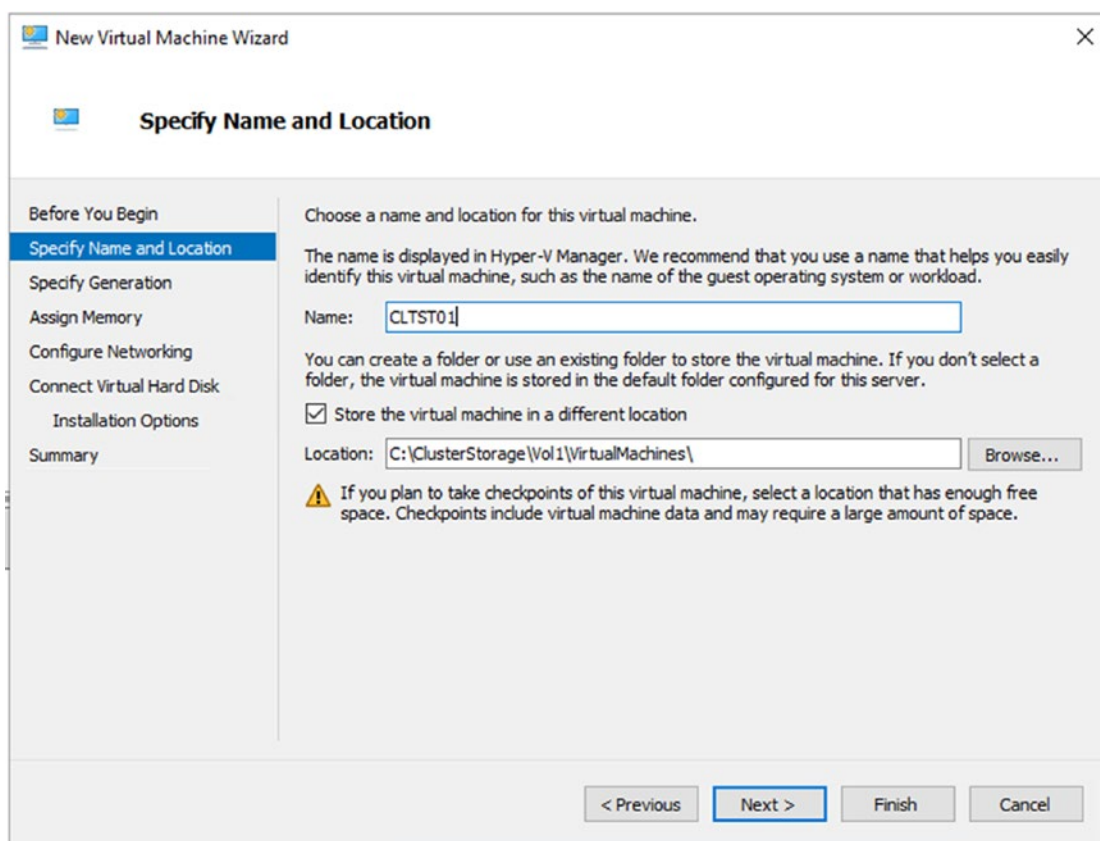 New Virtual Machine Wizard
Specify Name and Location
Before You Begin
Specify Name and Location
Specify Generation
Assign Memory
Configure Networking
Connect Virtual Hard Disk
Installation Options
Summary
Choose a name and location for this virtual machine.
The name is displayed in Hyper-V Manager. We recommend that you use a name that helps you easily
identify this virtual machine, such as the name of the guest operating system or workload.
Name: CLTST01
You can create a folder or use an existing folder to store the virtual machine. If you don't select a
folder, the virtual machine is stored in the default folder configured for this server.
Store the virtual machine in a different location
Location: C:\ClusterStorage\Vol1\VirtualMachines\ Browse...
If you plan to take checkpoints of this virtual machine, select a location that has enough free
space. Checkpoints include virtual machine data and may require a large amount of space.
< Previous Next > Finish Cancel